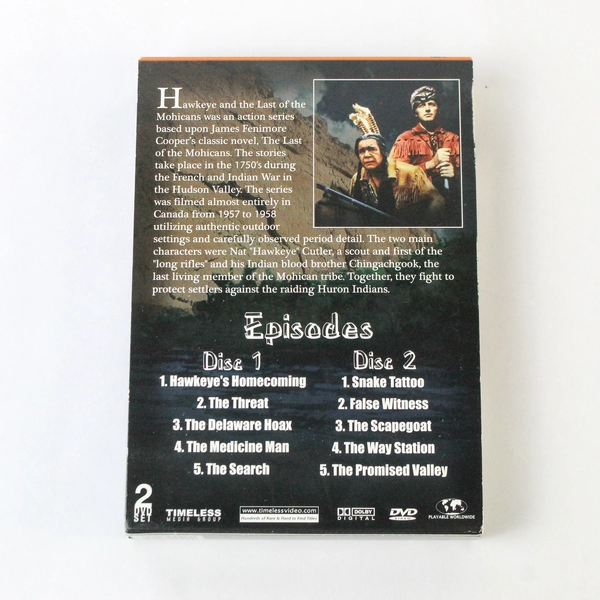 Hawkeye and the Last of the
Mohicans was an action series
based upon James Fenimore
Cooper's classic novel, The Last
of the Mohicans. The stories
take place in the 1750's during
the French and Indian War in
the Hudson Valley. The series
was filmed almost entirely in
Canada from 1957 to 1958
utilizing authentic outdoor
settings and carefully observed period detail. The two main
characters were Nat "Hawkeye" Cutler, a scout and first of the
"long rifles" and his Indian blood brother Chingachgook, the
last living member of the Mohican tribe. Together, they fight to
protect settlers against the raiding Huron Indians.
Episodes
Disc 1
1. Hawkeye's Homecoming
2. The Threat
3. The Delaware Hoax
4. The Medicine Man
5. The Search
Disc 2
1. Snake Tattoo
2. False Witness
3. The Scapegoat
4. The Way Station
5. The Promised Valley
2
DVD
SET
TIMELESS
MEDIA GROUP
www.timelessvideo.com
Hundreds of Rare & Hard to Find Titles
DOLBY
DIGITAL
DVD
PLAYABLE WORLDWIDE